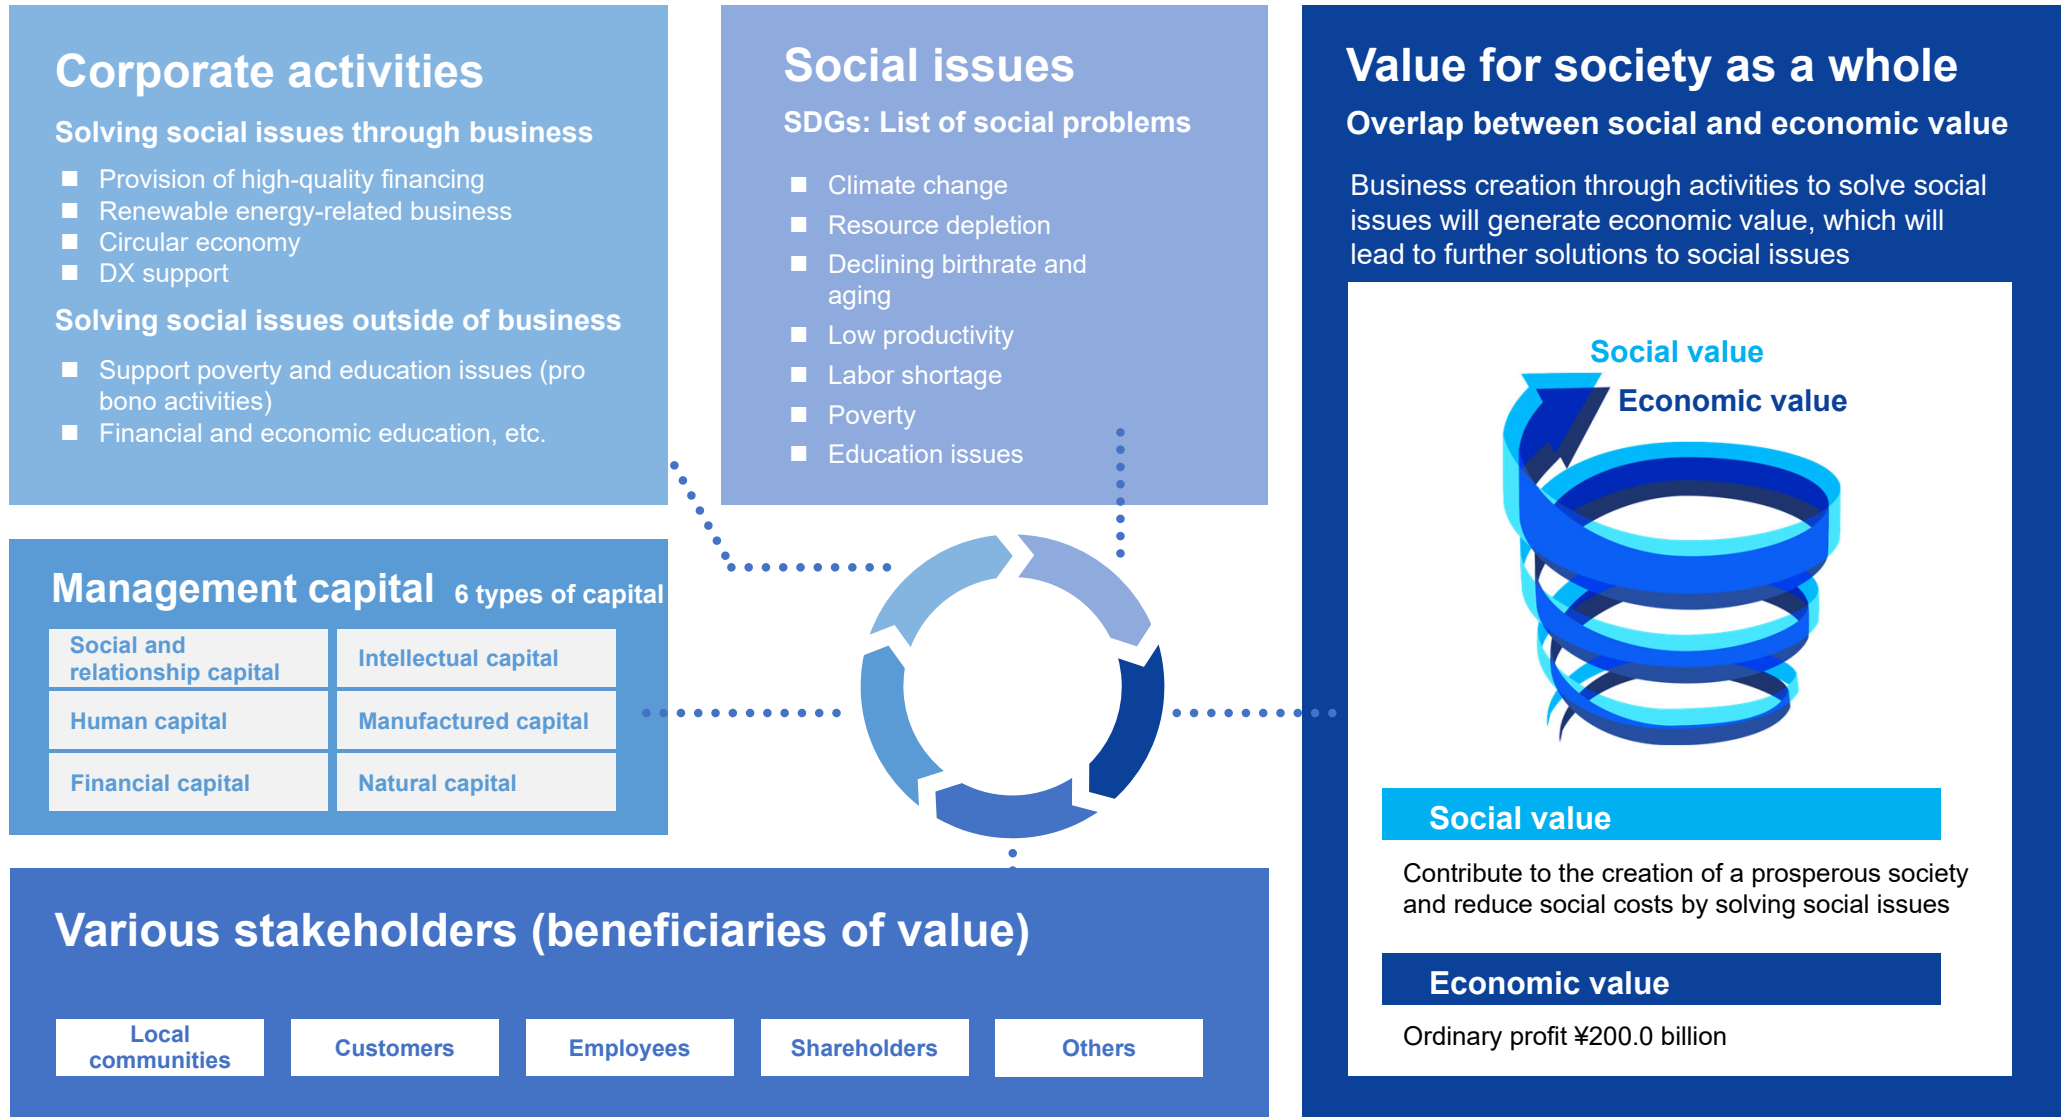 Corporate activities
Solving social issues through business
Provision of high-quality financing
Renewable energy-related business
Circular economy
DX support
Solving social issues outside of business
Support poverty and education issues (pro
bono activities)
Financial and economic education, etc.
Social issues
SDGs: List of social problems
Climate change
Resource depletion
Declining birthrate and
aging
Low productivity
Labor shortage
Poverty
Education issues
Management capital 6 types of capital
Social and
relationship capital
Intellectual capital
Human capital
Manufactured capital
Financial capital
Natural capital
Various stakeholders (beneficiaries of value)
Local
communities
Customers
Employees
Shareholders
Others
Value for society as a whole
Overlap between social and economic value
Business creation through activities to solve social
issues will generate economic value, which will
lead to further solutions to social issues
Social value
Economic value
Social value
Contribute to the creation of a prosperous society
and reduce social costs by solving social issues
Economic value
Ordinary profit ¥200.0 billion